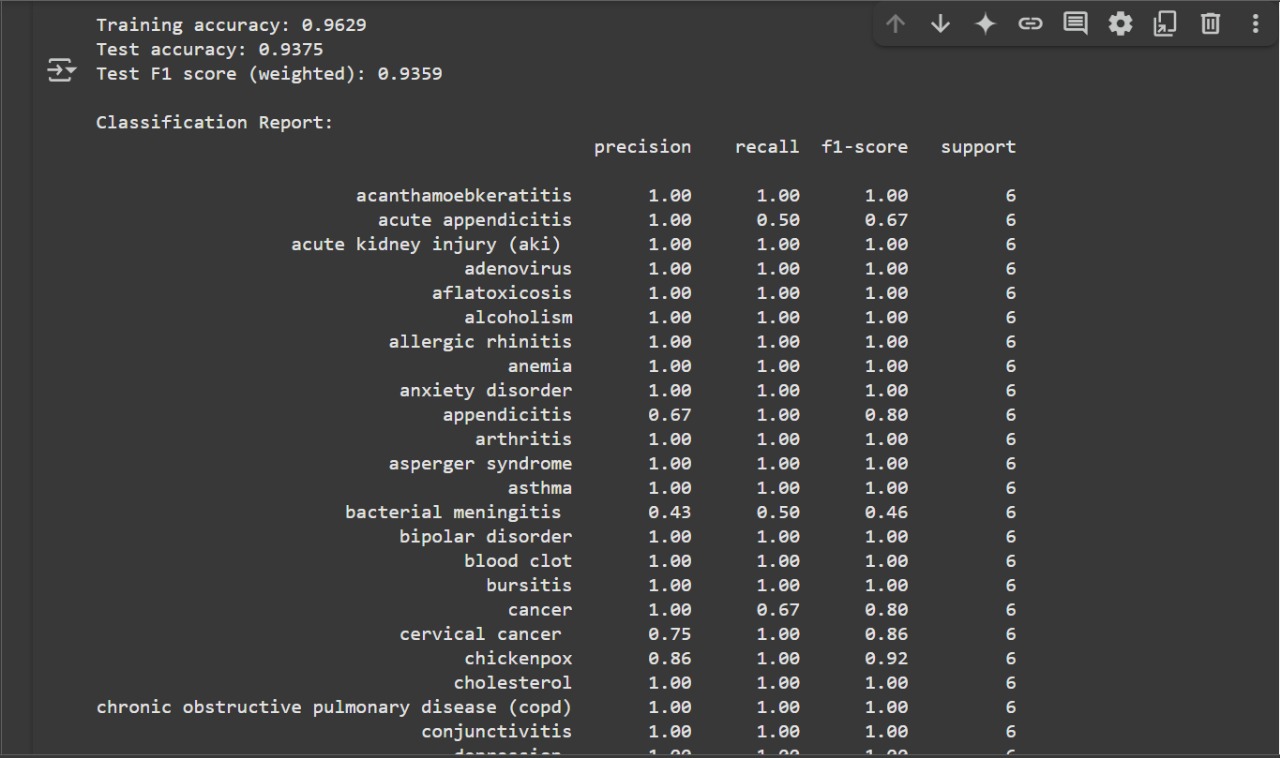 Training accuracy: 0.9629
Test accuracy: 0.9375
Test F1 score (weighted): 0.9359
Classification Report:
precision recall f1-score support
acanthamoebkeratitis 1.00 1.00 1.00 6
acute appendicitis 1.00 0.50 0.67 6
acute kidney injury (aki) 1.00 1.00 1.00 6
adenovirus 1.00 1.00 1.00 6
aflatoxicosis 1.00 1.00 1.00 6
alcoholism 1.00 1.00 1.00 6
allergic rhinitis 1.00 1.00 1.00 6
anemia 1.00 1.00 1.00 6
anxiety disorder 1.00 1.00 1.00 6
appendicitis 0.67 1.00 0.80 6
arthritis 1.00 1.00 1.00 6
asperger syndrome 1.00 1.00 1.00 6
asthma 1.00 1.00 1.00 6
bacterial meningitis 0.43 0.50 0.46 6
bipolar disorder 1.00 1.00 1.00 6
blood clot 1.00 1.00 1.00 6
bursitis 1.00 1.00 1.00 6
cancer 1.00 0.67 0.80 6
cervical cancer 0.75 1.00 0.86 6
chickenpox 0.86 1.00 0.92 6
cholesterol 1.00 1.00 1.00 6
chronic obstructive pulmonary disease (copd) 1.00 1.00 1.00 6
conjunctivitis 1.00 1.00 1.00 6